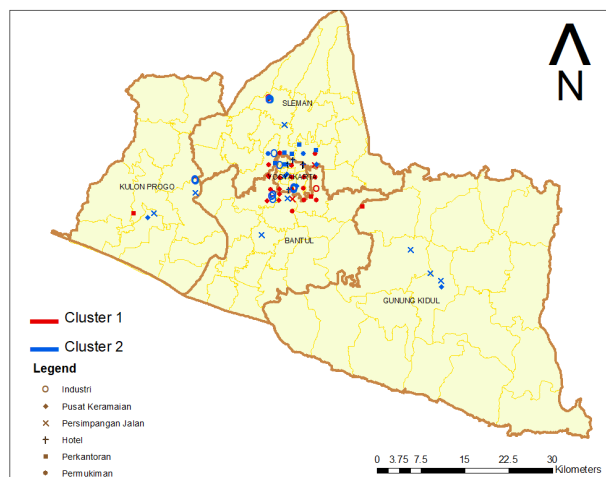 N
SLEMAN
KULON PROGO
YOGYAKARTA
BANTUL
GUNUNG KIDUL
Cluster 1
Cluster 2
Legend
Industri
Pusat Keramaian
Persimpangan Jalan
Hotel
Perkantoran
Permukiman
0 3.75 7.5 15 22.5 30
Kilometers